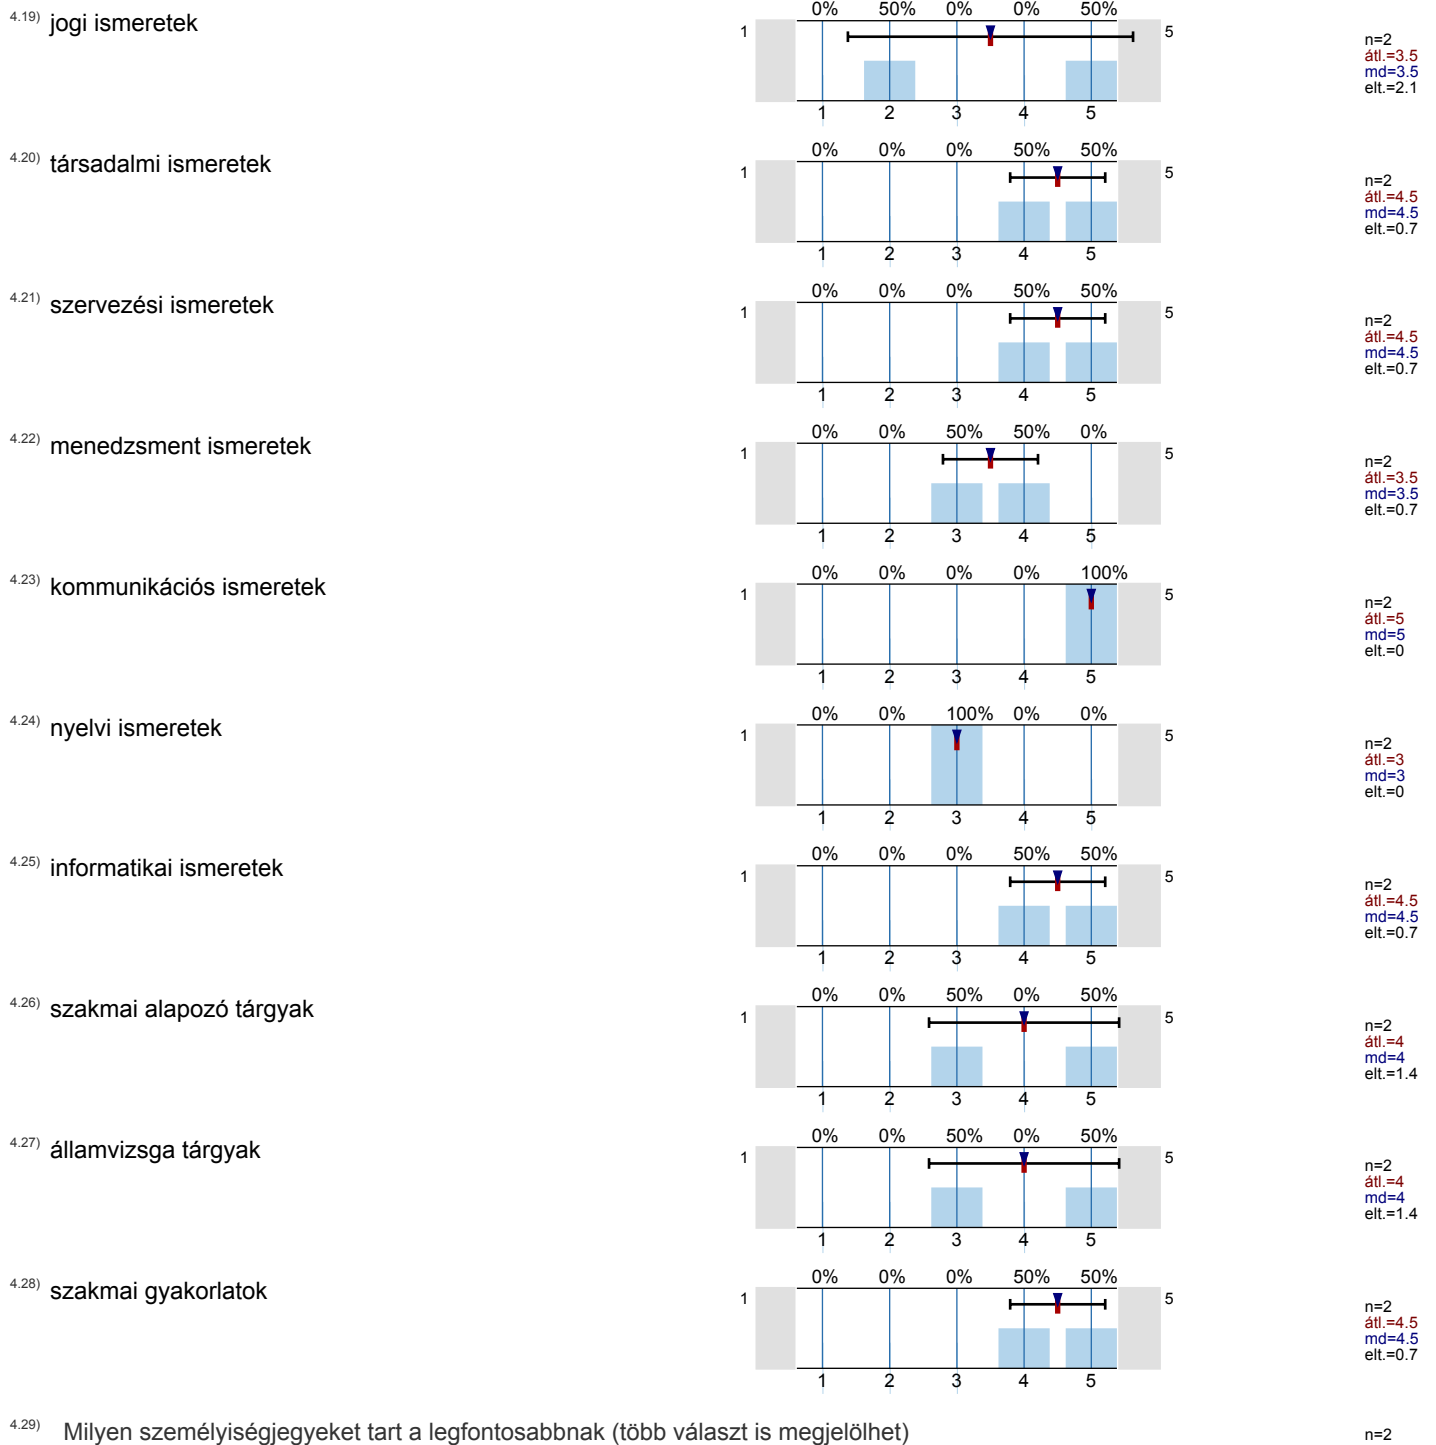 4.19) jogi ismeretek
0% 50% 0% 0% 50%
1 5
1 2 3 4 5
n=2
átl.=3.5
md=3.5
elt.=2.1
4.20) társadalmi ismeretek
0% 0% 0% 50% 50%
1 5
1 2 3 4 5
n=2
átl.=4.5
md=4.5
elt.=0.7
4.21) szervezési ismeretek
0% 0% 0% 50% 50%
1 5
1 2 3 4 5
n=2
átl.=4.5
md=4.5
elt.=0.7
4.22) menedzsment ismeretek
0% 0% 50% 50% 0%
1 5
1 2 3 4 5
n=2
átl.=3.5
md=3.5
elt.=0.7
4.23) kommunikációs ismeretek
0% 0% 0% 0% 100%
1 5
1 2 3 4 5
n=2
átl.=5
md=5
elt.=0
4.24) nyelvi ismeretek
0% 0% 100% 0% 0%
1 5
1 2 3 4 5
n=2
átl.=3
md=3
elt.=0
4.25) informatikai ismeretek
0% 0% 0% 50% 50%
1 5
1 2 3 4 5
n=2
átl.=4.5
md=4.5
elt.=0.7
4.26) szakmai alapozó tárgyak
0% 0% 50% 0% 50%
1 5
1 2 3 4 5
n=2
átl.=4
md=4
elt.=1.4
4.27) államvizsga tárgyak
0% 0% 50% 0% 50%
1 5
1 2 3 4 5
n=2
átl.=4
md=4
elt.=1.4
4.28) szakmai gyakorlatok
0% 0% 0% 50% 50%
1 5
1 2 3 4 5
n=2
átl.=4.5
md=4.5
elt.=0.7
4.29) Milyen személyiségjegyeket tart a legfontosabbnak (több választ is megjelölhet)
n=2